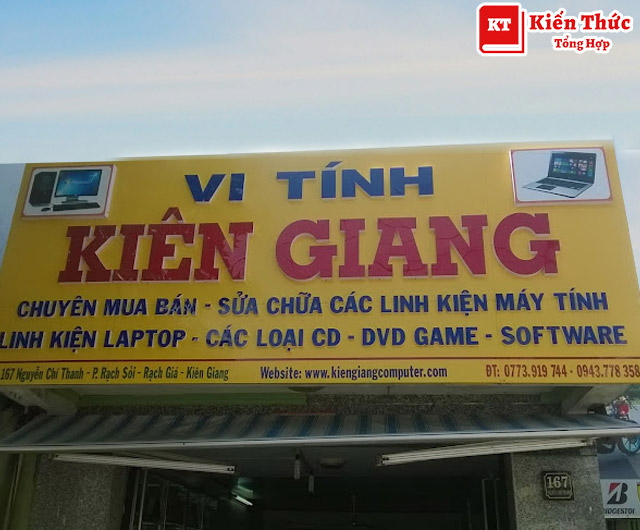 KT
Kiến Thức
Tổng Hợp
VI TÍNH
KIÊN GIANG
CHUYÊN MUA BÁN - SỬA CHỮA CÁC LINH KIỆN MÁY TÍNH
LINH KIỆN LAPTOP - CÁC LOẠI CD - DVD GAME - SOFTWARE
167 Nguyễn Chí Thanh - P. Rạch Sỏi - Rạch Giá - Kiên Giang Website: www.kiengiangcomputer.com ĐT: 0773.919 744 - 0943.778 358
167